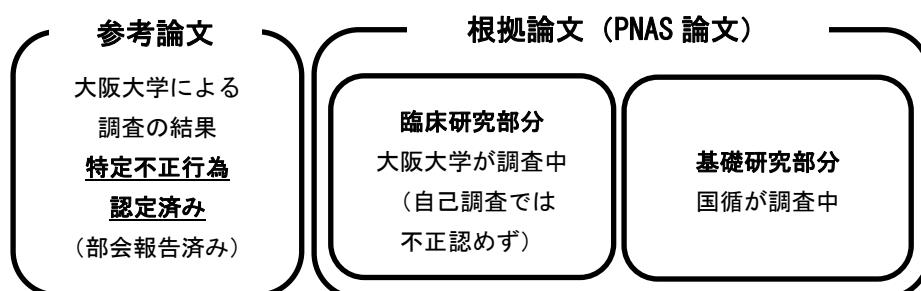 参考論文
大阪大学による
調査の結果
特定不正行為
認定済み
（部会報告済み）
根拠論文（PNAS 論文）
臨床研究部分
大阪大学が調査中
（自己調査では
不正認めず）
基礎研究部分
国循が調査中